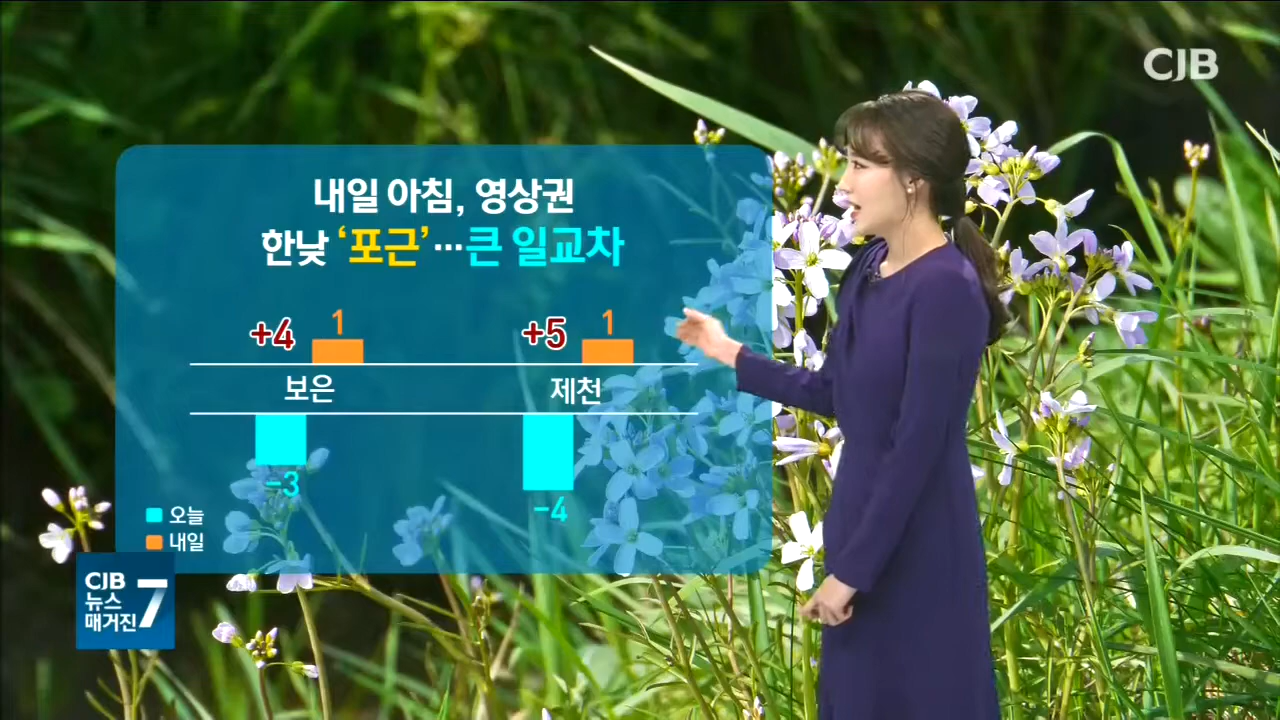 CJB
내일 아침, 영상권
한낮 ‘포근’…큰 일교차
+4 1 +5 1
보은 제천
-3 -4
오늘
내일
CJB
뉴스
매거진 7